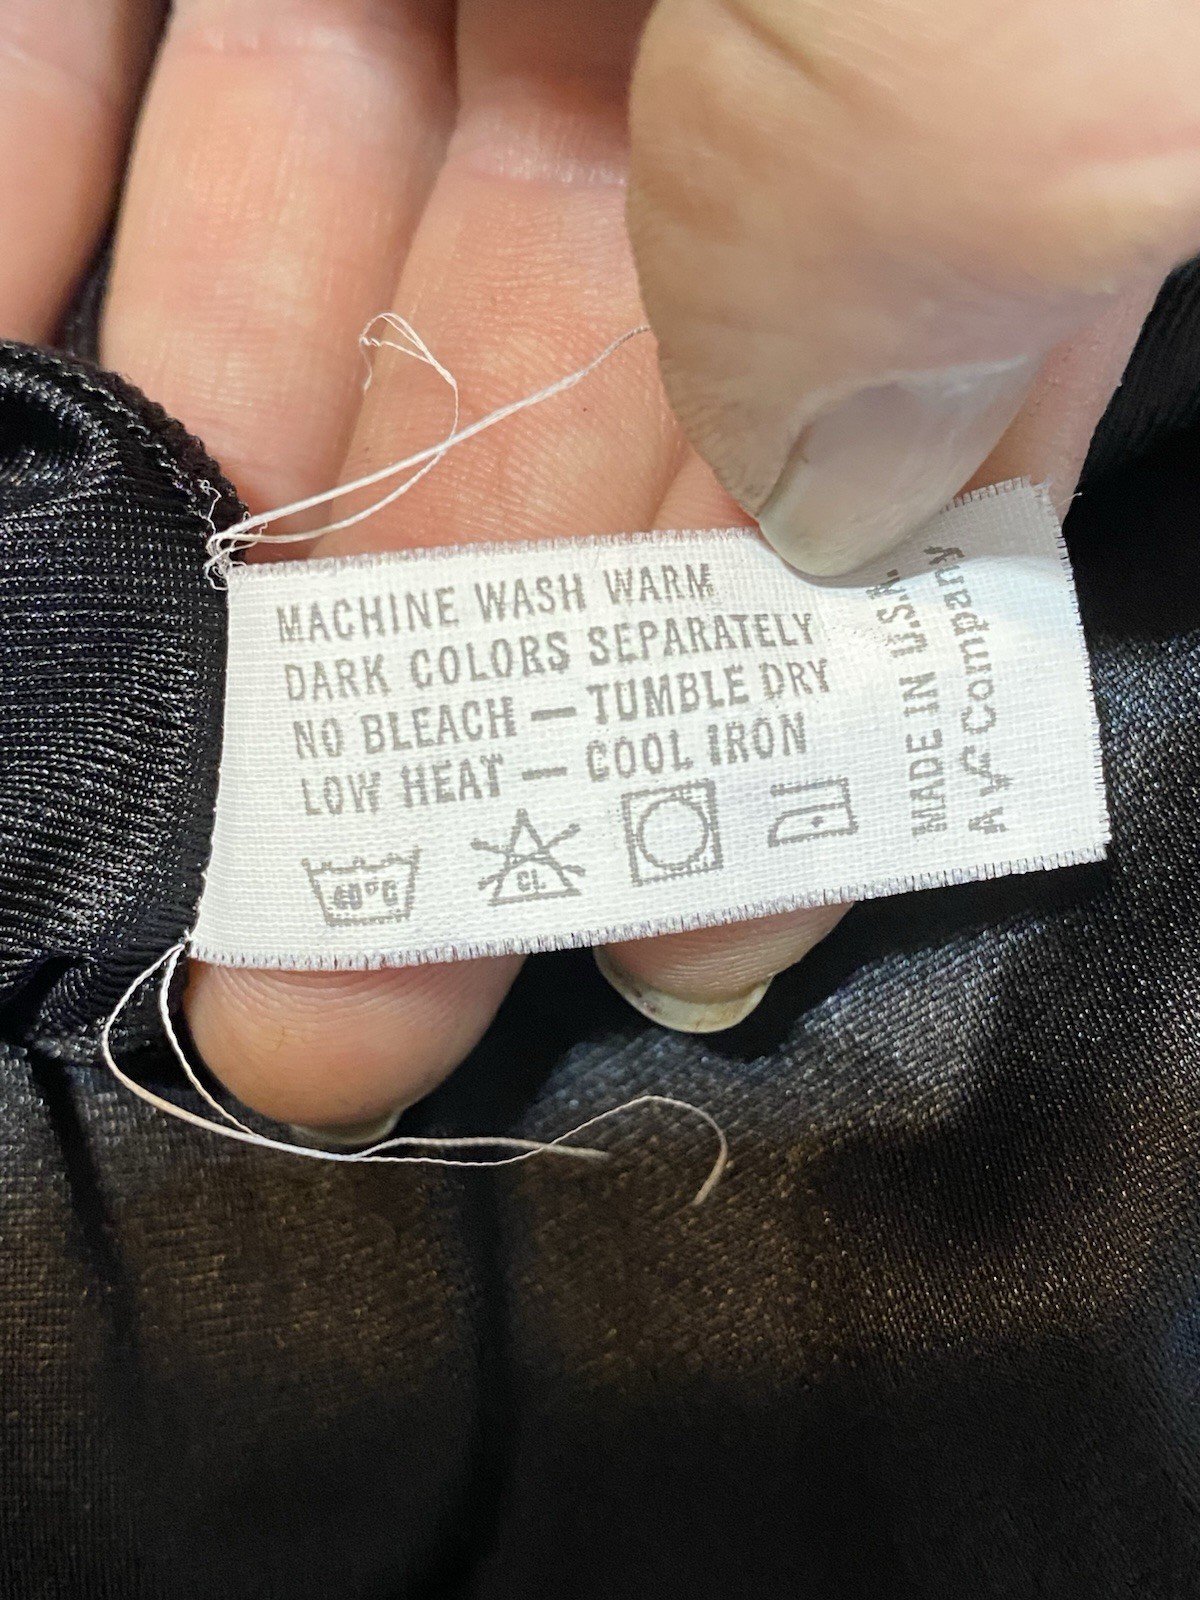 MACHINE WASH WARM
DARK COLORS SEPARATELY
NO BLEACH — TUMBLE DRY
LOW HEAT — COOL IRON
40°C
CL
MADE IN U.S.A.
A VF Company